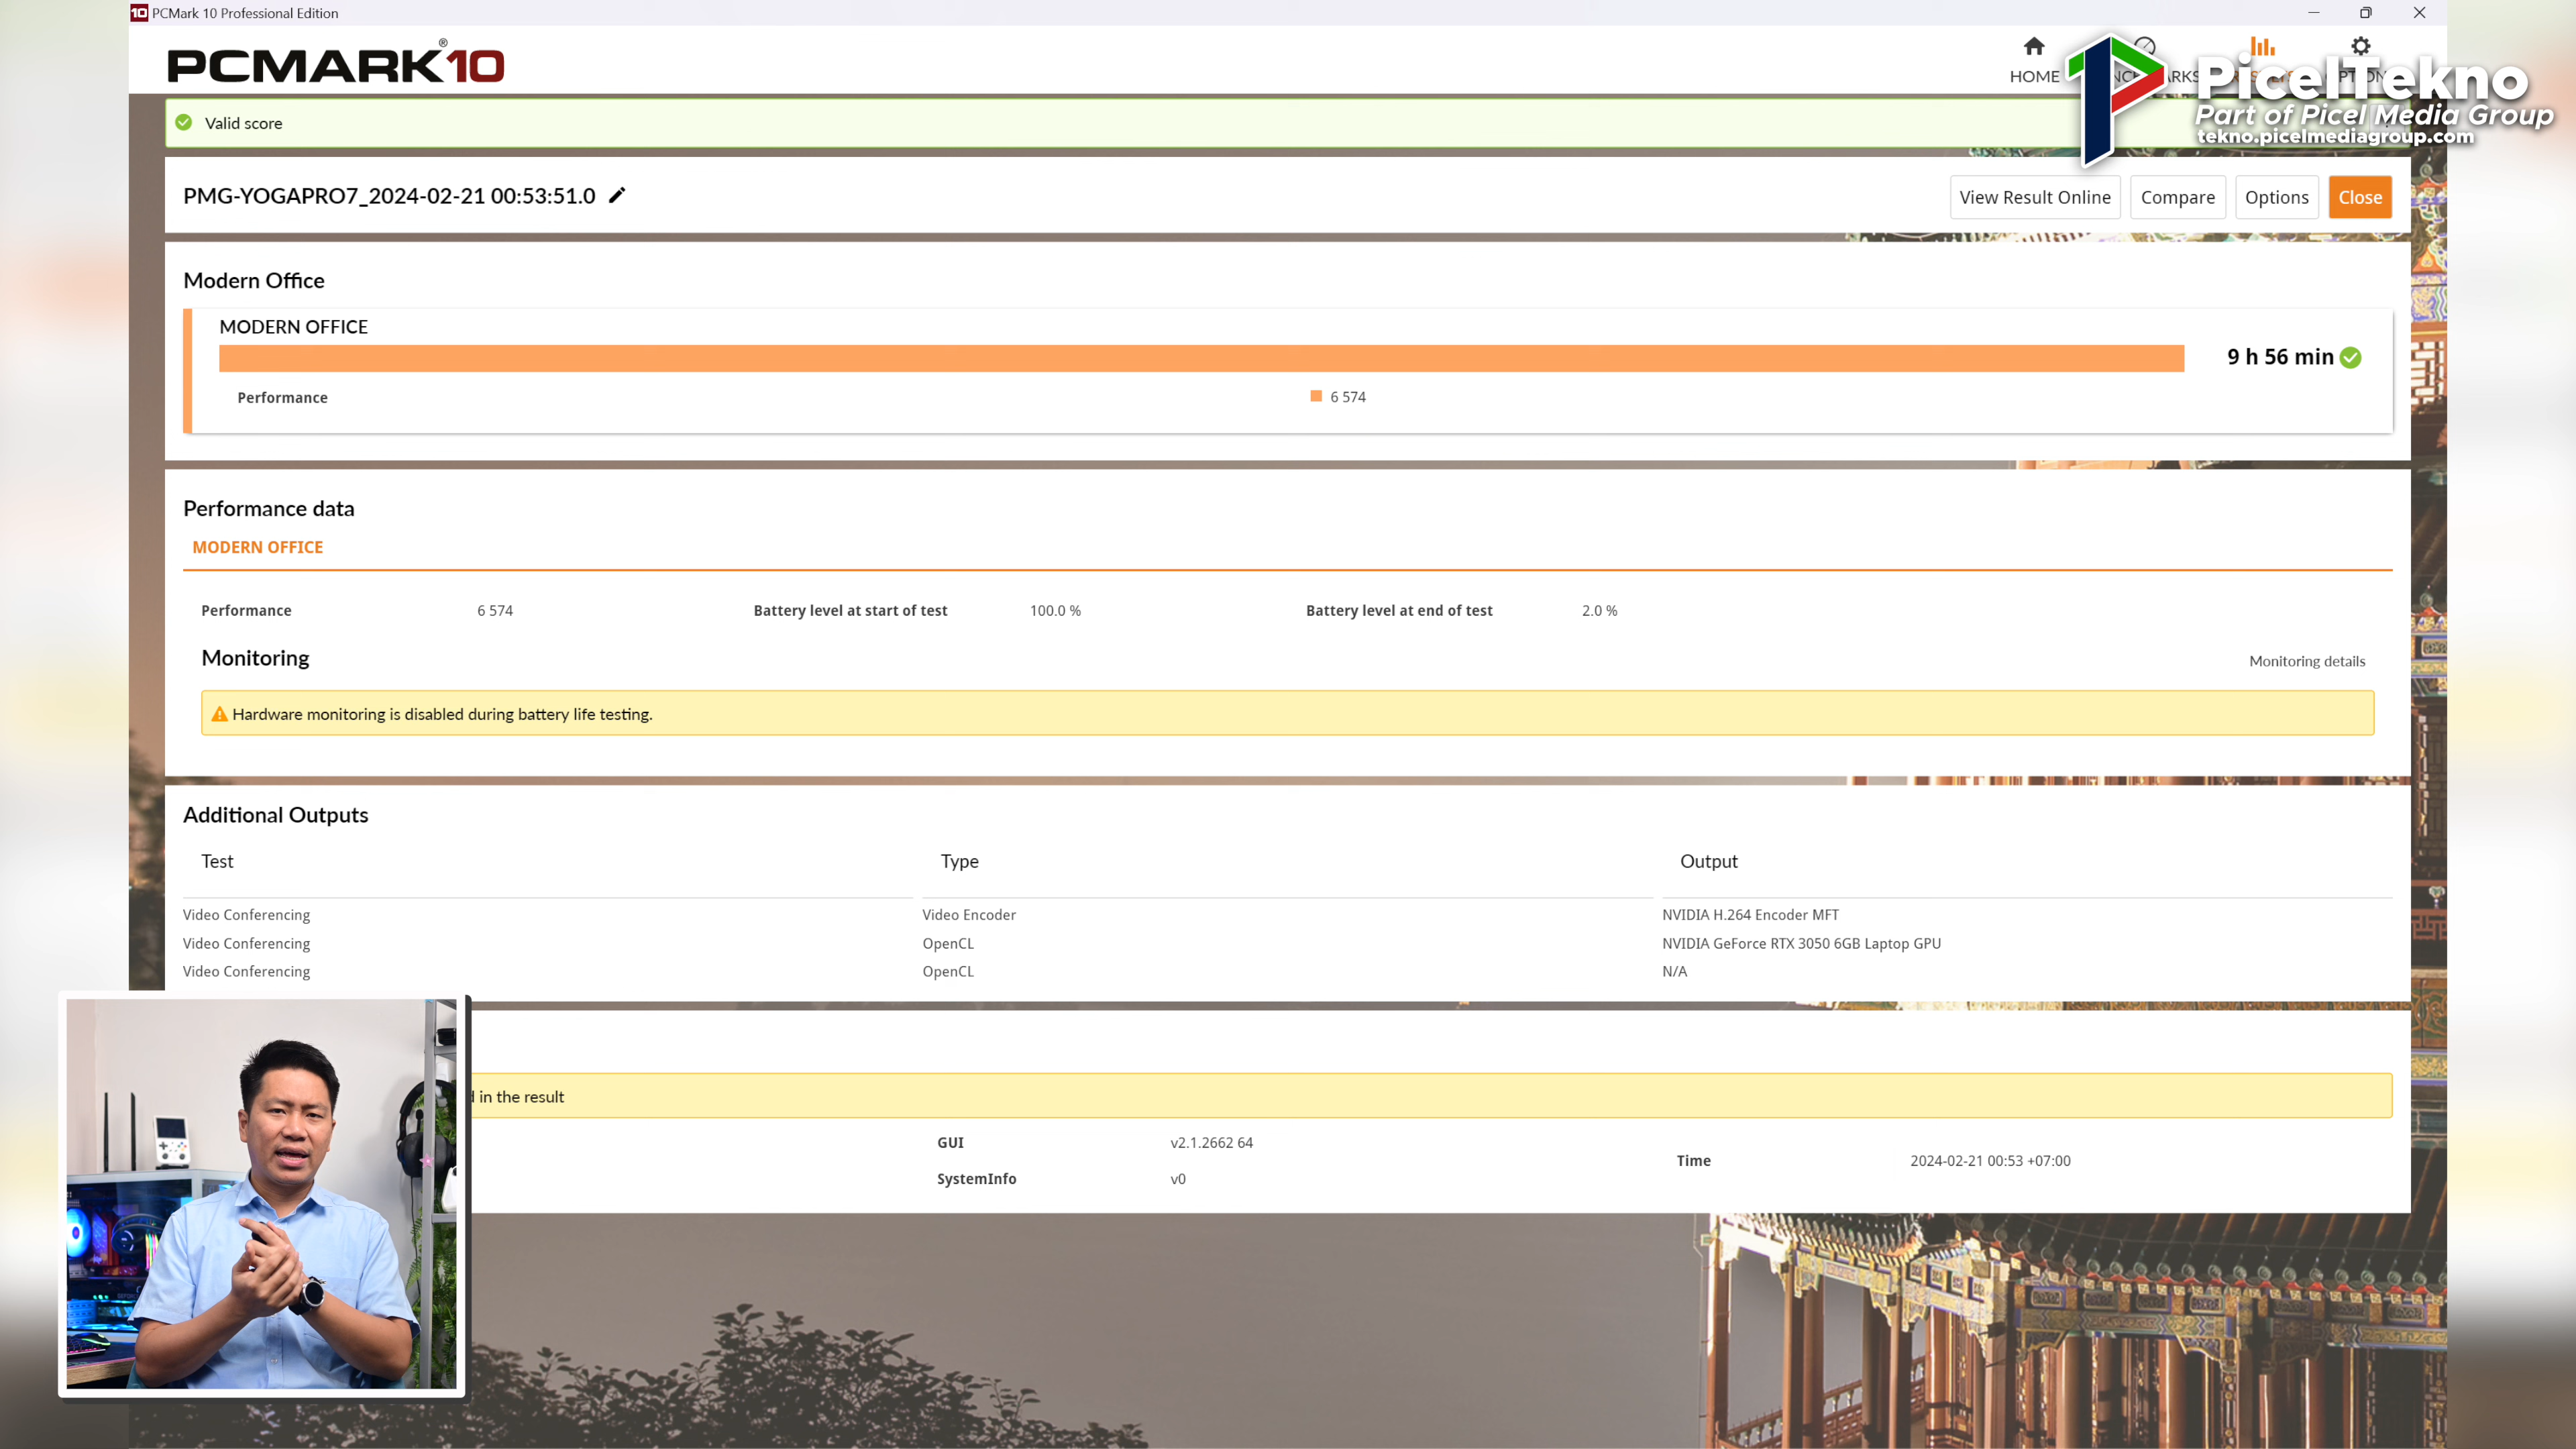 PCMark 10 Professional Edition
PCMARK®10
HOME
PicelTekno
Part of Picel Media Group
tekno.picelmediagroup.com
Valid score
PMG-YOGAPRO7_2024-02-21 00:53:51.0
View Result Online
Compare
Options
Close
Modern Office
MODERN OFFICE
9 h 56 min
Performance 6 574
Performance data
MODERN OFFICE
Performance 6 574 Battery level at start of test 100.0 % Battery level at end of test 2.0 %
Monitoring
Monitoring details
Hardware monitoring is disabled during battery life testing.
Additional Outputs
Test Type Output
Video Conferencing Video Encoder NVIDIA H.264 Encoder MFT
Video Conferencing OpenCL NVIDIA GeForce RTX 3050 6GB Laptop GPU
Video Conferencing OpenCL N/A
in the result
GUI v2.1.2662 64
Time 2024-02-21 00:53 +07:00
SystemInfo v0